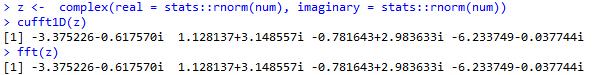 > z <-  complex(real = stats::rnorm(num), imaginary = stats::rnorm(num))
> cufft1D(z)
[1] -3.375226-0.617570i  1.128137+3.148557i -0.781643+2.983633i -6.233749-0.037744i
> fft(z)
[1] -3.375226-0.617570i  1.128137+3.148557i -0.781643+2.983633i -6.233749-0.037744i